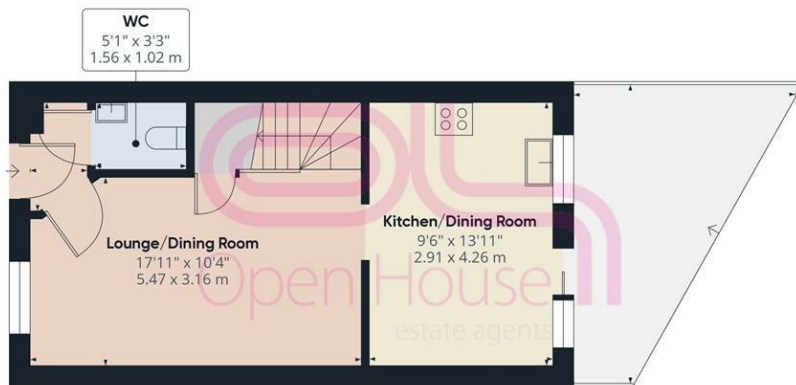 WC
5'1" x 3'3"
1.56 x 1.02 m
Lounge/Dining Room
17'11" x 10'4"
5.47 x 3.16 m
Kitchen/Dining Room
9'6" x 13'11"
2.91 x 4.26 m
Open House
estate agents